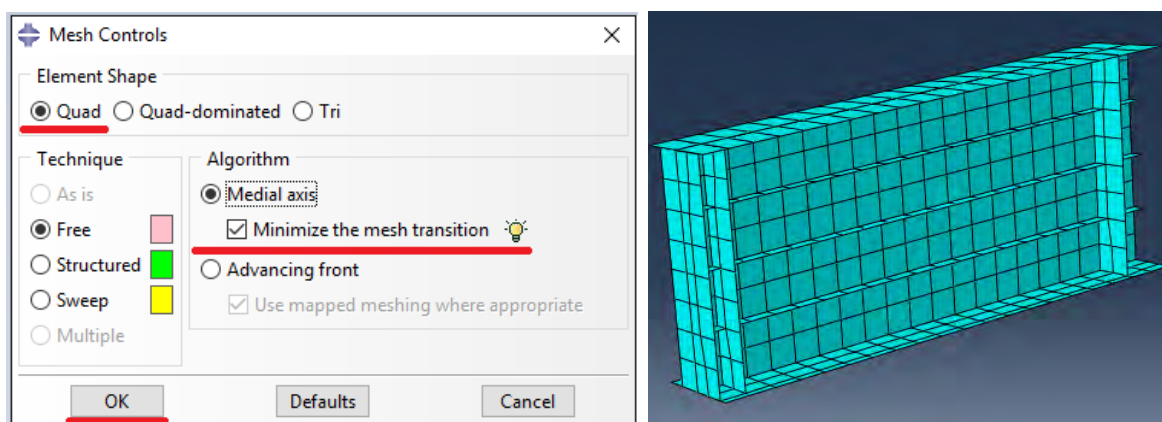 Mesh Controls
Element Shape
Quad Quad-dominated Tri
Technique
As is
Free
Structured
Sweep
Multiple
Algorithm
Medial axis
Minimize the mesh transition
Advancing front
Use mapped meshing where appropriate
OK Defaults Cancel